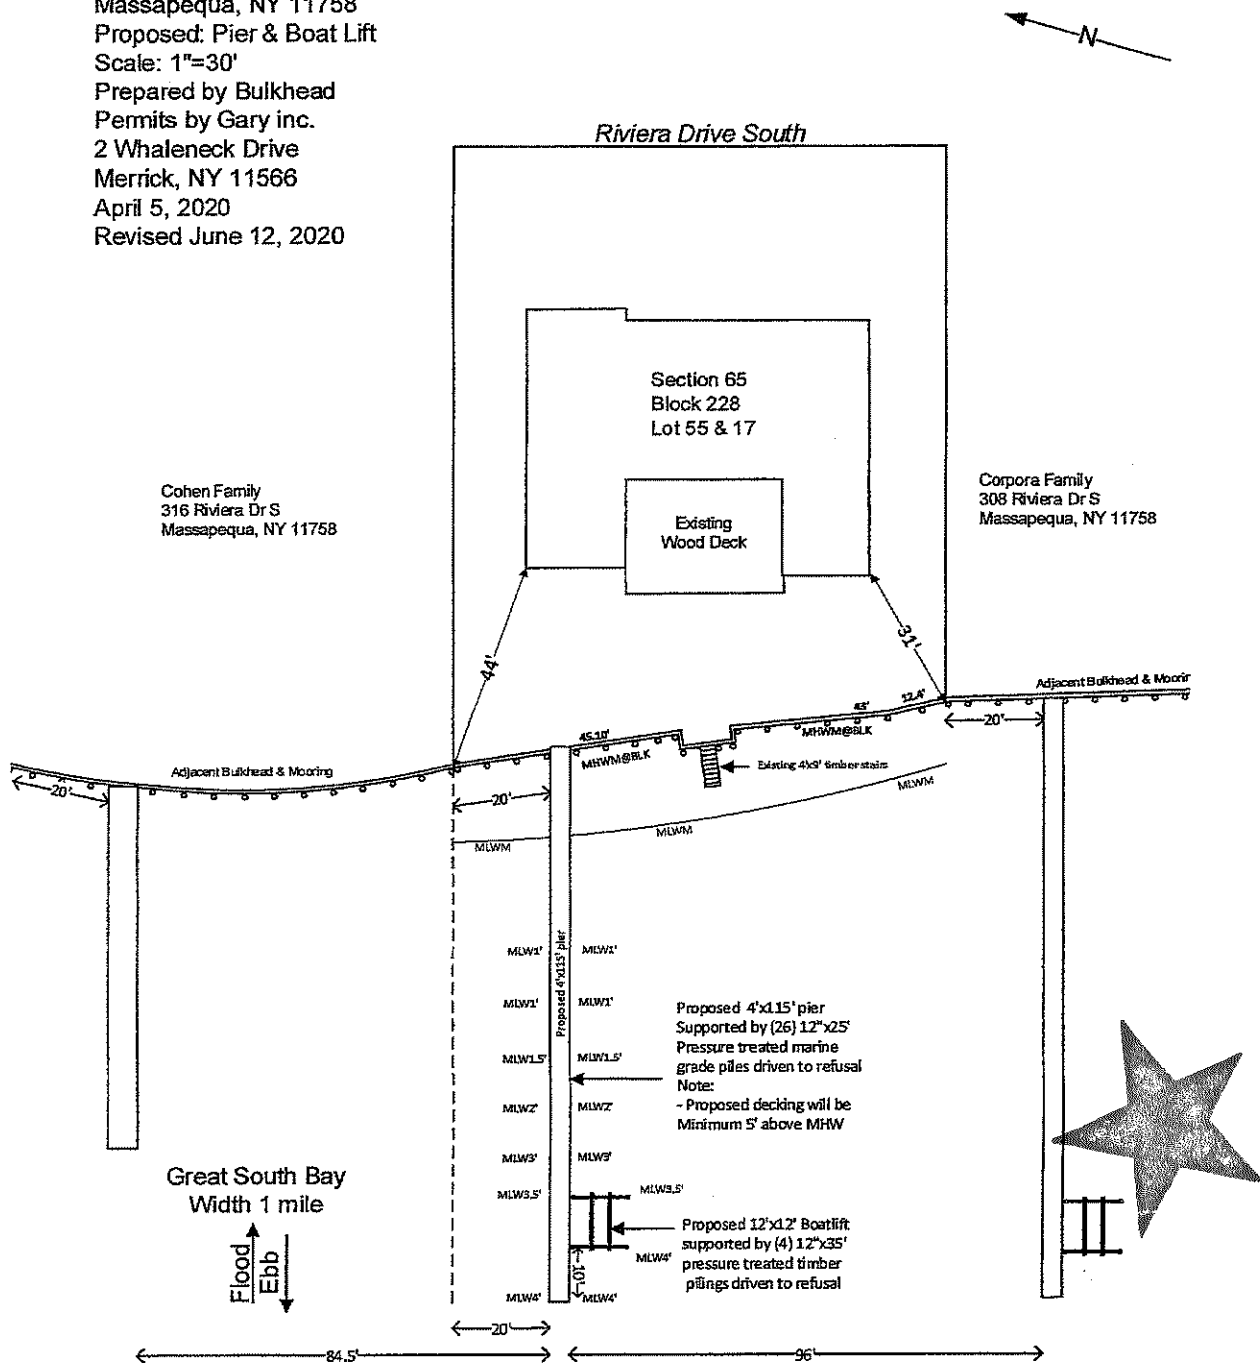 Massapequa, NY 11758
Proposed: Pier & Boat Lift
Scale: 1"=30'
Prepared by Bulkhead
Permits by Gary inc.
2 Whaleneck Drive
Merrick, NY 11566
April 5, 2020
Revised June 12, 2020
N
Riviera Drive South
Section 65
Block 228
Lot 55 & 17
Existing
Wood Deck
Cohen Family
316 Riviera Dr S
Massapequa, NY 11758
Corpora Family
308 Riviera Dr S
Massapequa, NY 11758
44'
31'
Adjacent Bulkhead & Moorin
20'
12.4'
43'
MHWM@BLK
45.10'
MHWM@BLK
Existing 4'x9' timber stairs
Adjacent Bulkhead & Mooring
20'
20'
MLWM
MLWM
MLWM
Proposed 4'x115' pier
MLW1' MLW1'
MLW1' MLW1'
MLW1.5' MLW1.5'
MLW2' MLW2'
MLW3' MLW3'
MLW3.5' MLW3.5'
MLW4'
MLW4' MLW4'
Proposed 4'x115' pier
Supported by (26) 12"x25'
Pressure treated marine
grade piles driven to refusal
Note:
- Proposed decking will be
Minimum 5' above MHW
Proposed 12'x12' Boatlift
supported by (4) 12"x35'
pressure treated timber
pilings driven to refusal
10'
Great South Bay
Width 1 mile
Flood
Ebb
20'
84.5'
96'